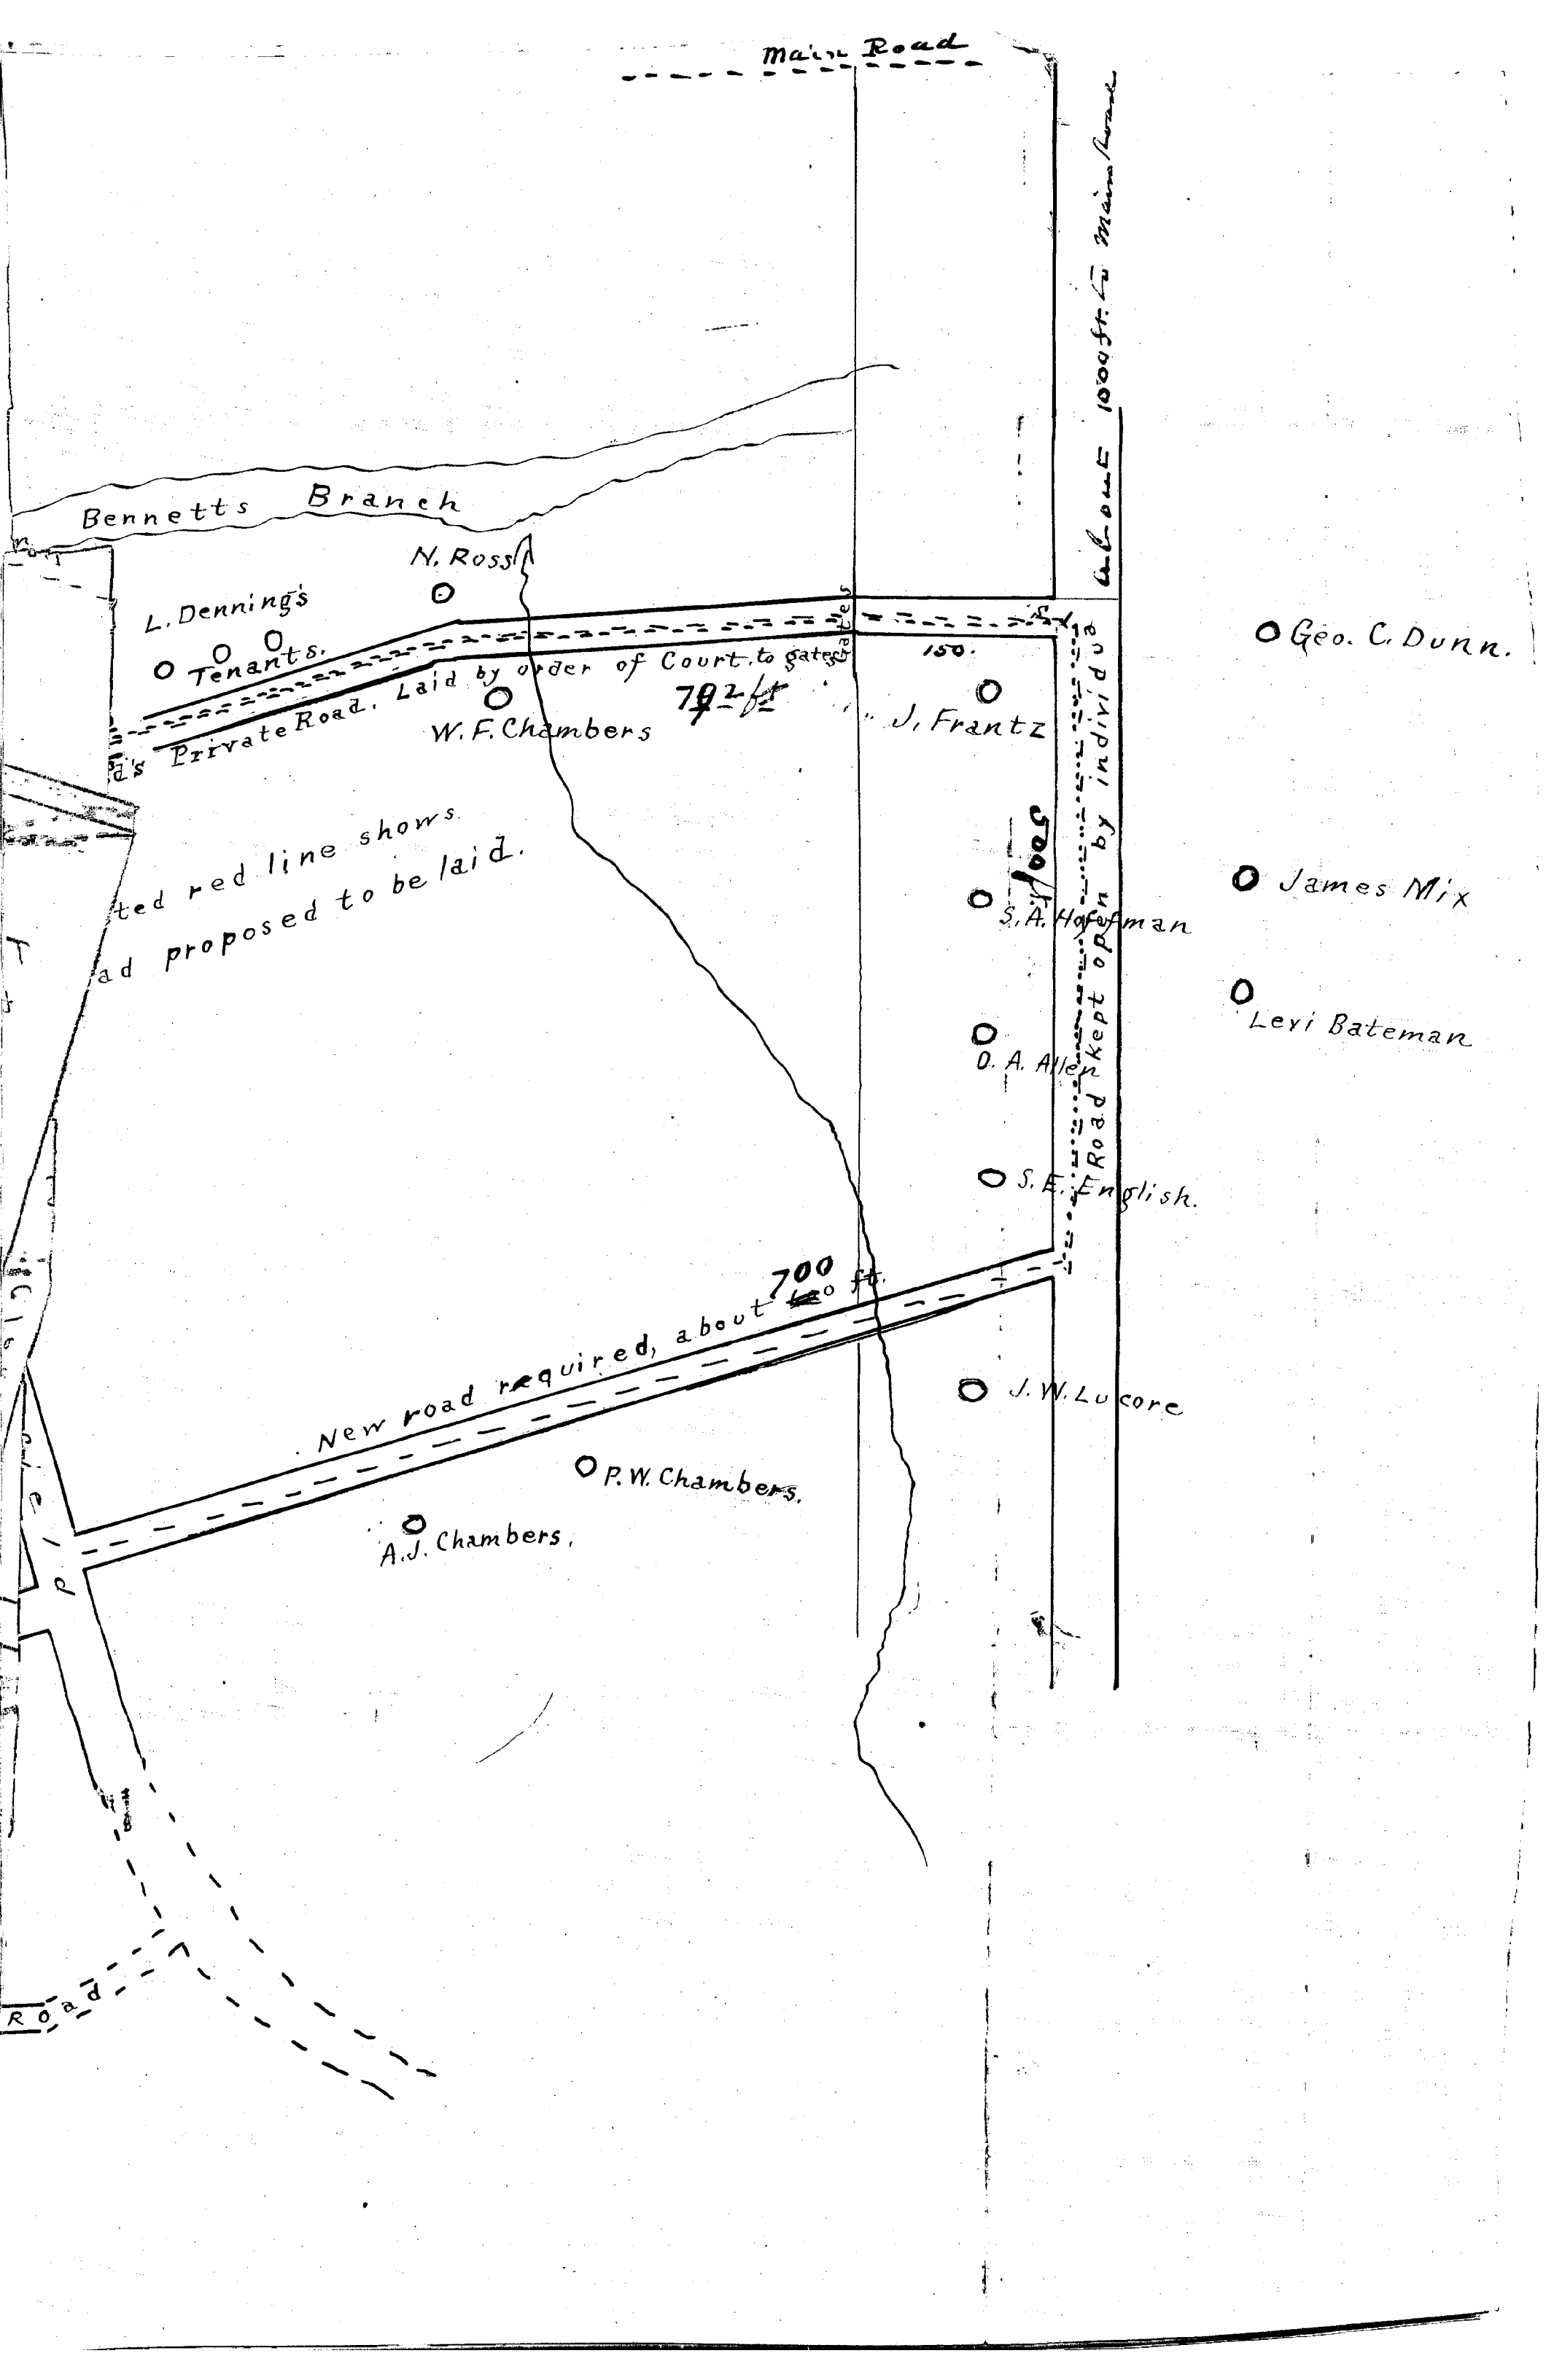 Main Road
about 1000 ft. to Main Road
Bennetts Branch
N. Ross
L. Denning's
Tenants.
Geo. C. Dunn.
Gates
150.
d's Private Road, Laid by order of Court, to gates
792 ft
W. F. Chambers
J. Frantz
Road kept open by individua
500 ft.
ted red line shows
ad proposed to be laid.
James Mix
S. A. Hoffman
Levi Bateman
O. A. Allen
S. E. English.
700
New road required, about ft.
J. W. Lucore
P. W. Chambers.
A. J. Chambers,
Road